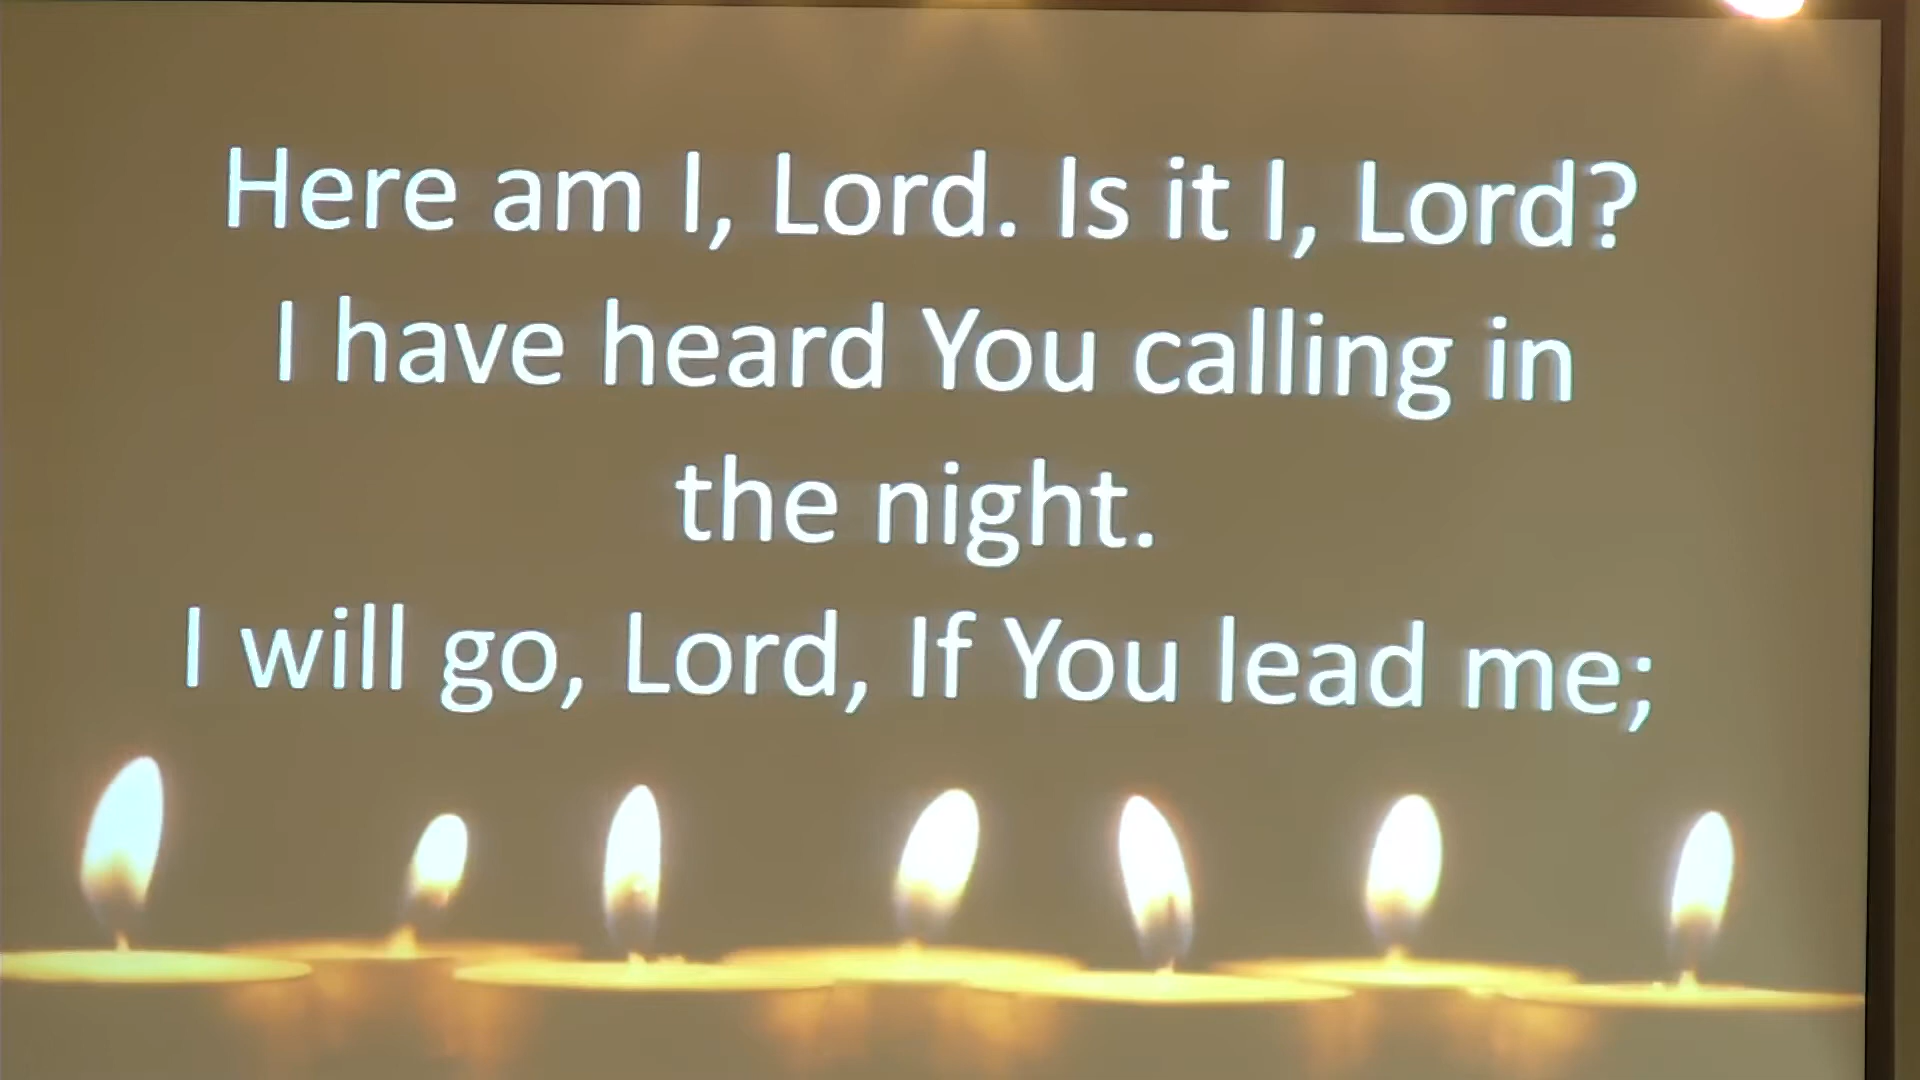 Here am I, Lord. Is it I, Lord?
I have heard You calling in
the night.
I will go, Lord, If You lead me;